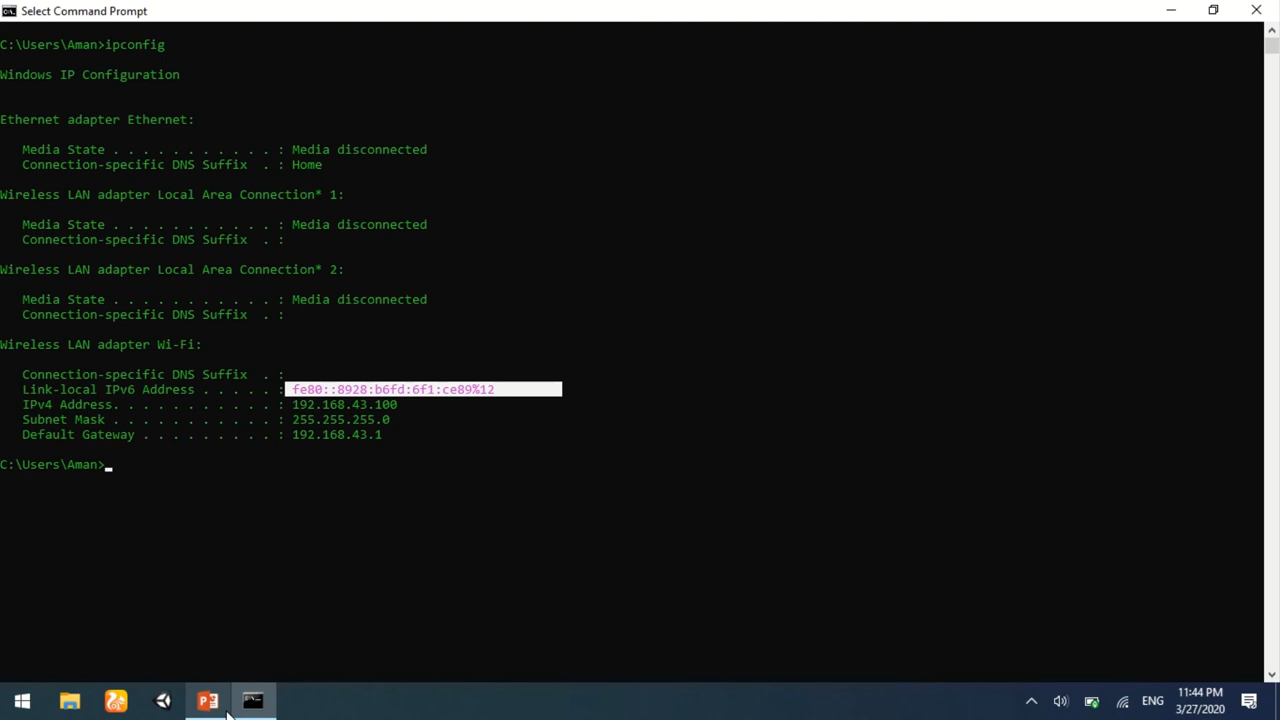 Select Command Prompt
C:\Users\Aman>ipconfig
Windows IP Configuration
Ethernet adapter Ethernet:
Media State . . . . . . . . . . . : Media disconnected
Connection-specific DNS Suffix  . : Home
Wireless LAN adapter Local Area Connection* 1:
Media State . . . . . . . . . . . : Media disconnected
Connection-specific DNS Suffix  . :
Wireless LAN adapter Local Area Connection* 2:
Media State . . . . . . . . . . . : Media disconnected
Connection-specific DNS Suffix  . :
Wireless LAN adapter Wi-Fi:
Connection-specific DNS Suffix  . :
Link-local IPv6 Address . . . . . : fe80::8928:b6fd:6f1:ce89%12
IPv4 Address. . . . . . . . . . . : 192.168.43.100
Subnet Mask . . . . . . . . . . . : 255.255.255.0
Default Gateway . . . . . . . . . : 192.168.43.1
C:\Users\Aman>
ENG
11:44 PM
3/27/2020